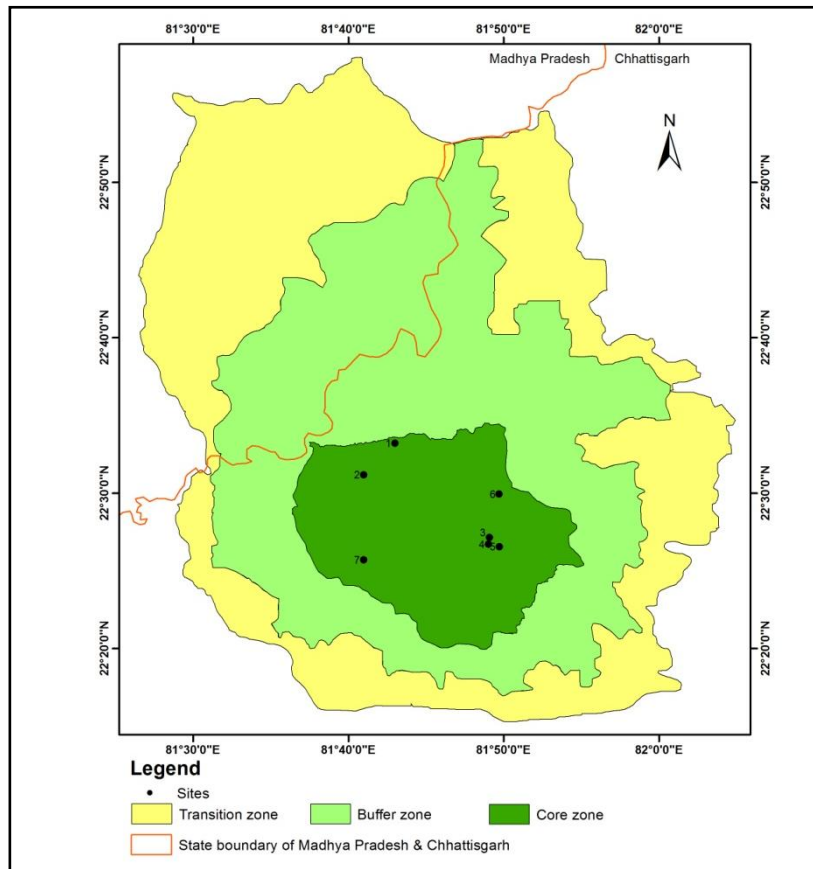 81°30'0"E 81°40'0"E 81°50'0"E 82°0'0"E
Madhya Pradesh Chhattisgarh
N
22°50'0"N 22°50'0"N
22°40'0"N 22°40'0"N
1
2
6
22°30'0"N 22°30'0"N
3
4 5
7
22°20'0"N 22°20'0"N
81°30'0"E 81°40'0"E 81°50'0"E 82°0'0"E
Legend
Sites
Transition zone Buffer zone Core zone
State boundary of Madhya Pradesh & Chhattisgarh